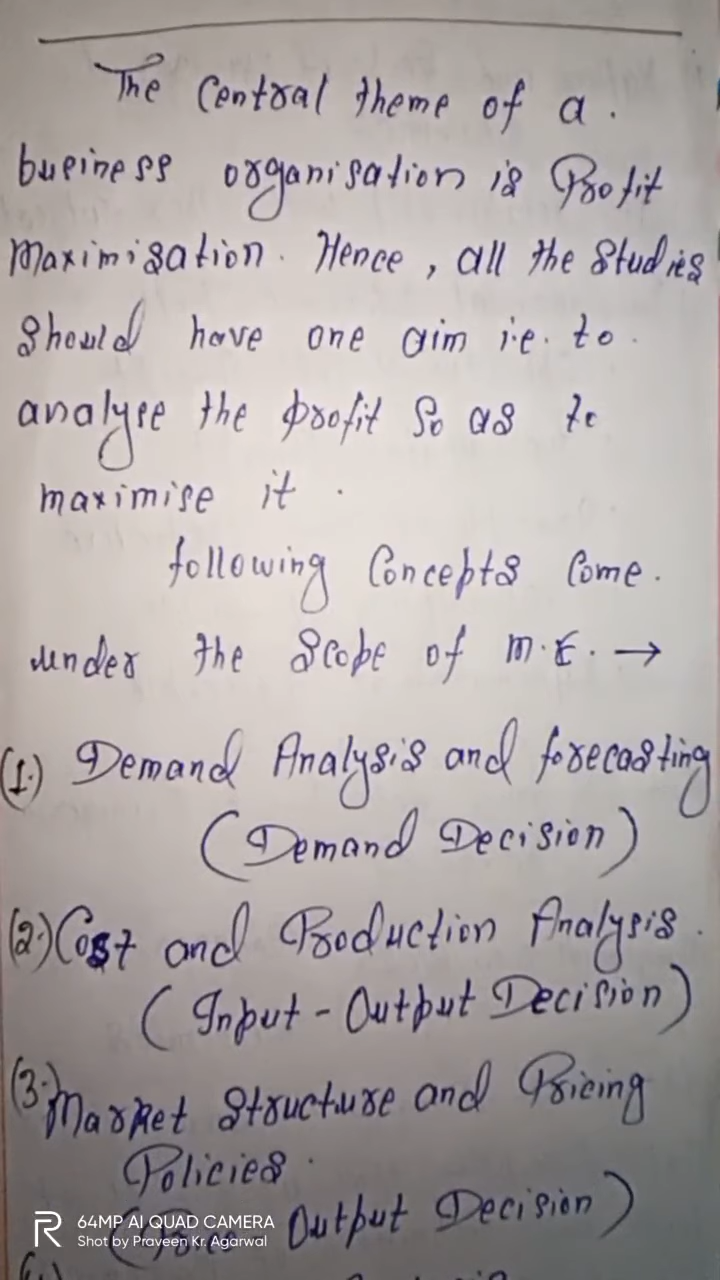 The Central theme of a.
business organisation is Profit
Maximisation. Hence, all the Studies
Should have one aim i.e. to.
analyse the profit So as to
maximise it.
following Concepts Come.
under the Scope of M.E. →
(1.) Demand Analysis and forecasting
(Demand Decision)
(2.) Cost and Production Analysis.
(Input - Output Decision)
(3.) Market Structure and Pricing
Policies.
Output Decision)
64MP AI QUAD CAMERA
Shot by Praveen Kr. Agarwal